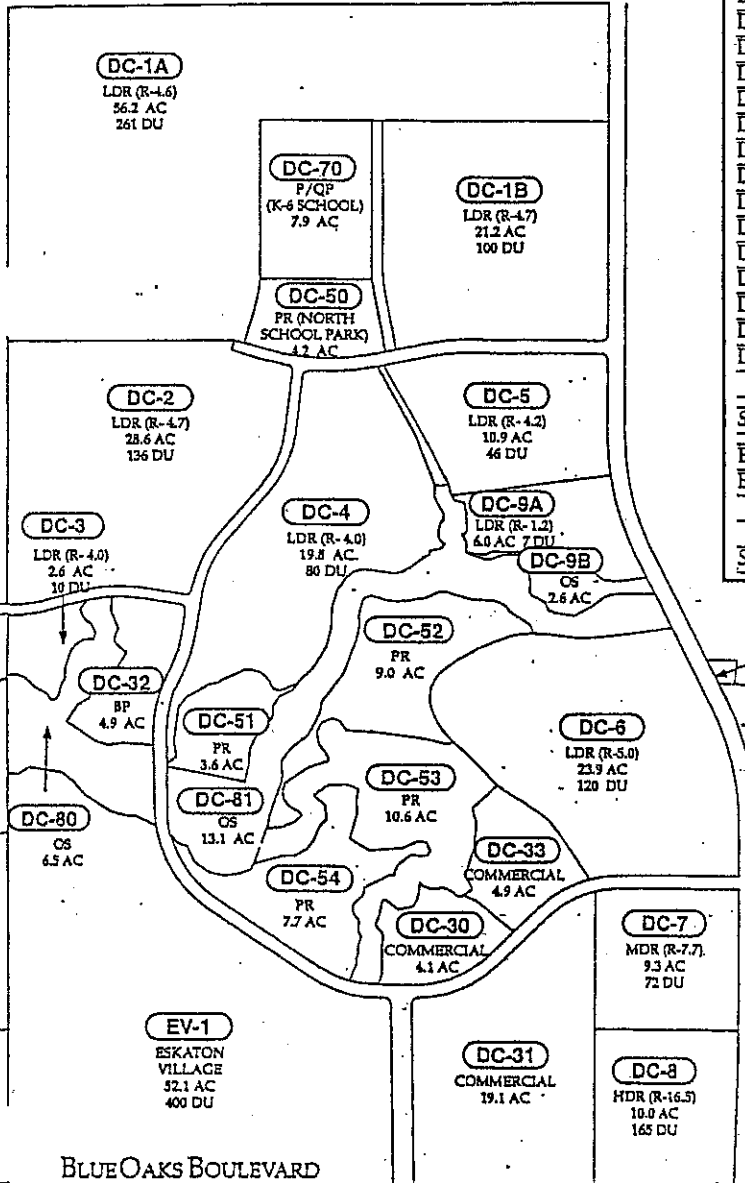 DC-1A
LDR (R-4.6)
56.2 AC
261 DU
DC-70
P/QP
(K-6 SCHOOL)
7.9 AC
DC-1B
LDR (R-4.7)
21.2 AC
100 DU
DC-50
PR (NORTH
SCHOOL PARK)
4.2 AC
DC-2
LDR (R-4.7)
28.6 AC
136 DU
DC-5
LDR (R-4.2)
10.9 AC
46 DU
DC-3
LDR (R-4.0)
2.6 AC
10 DU
DC-4
LDR (R-4.0)
19.8 AC
80 DU
DC-9A
LDR (R-1.2)
6.0 AC 7 DU
DC-9B
OS
2.6 AC
DC-52
PR
9.0 AC
DC-32
BP
4.9 AC
DC-51
PR
3.6 AC
DC-6
LDR (R-5.0)
23.9 AC
120 DU
DC-53
PR
10.6 AC
DC-81
OS
13.1 AC
DC-80
OS
6.5 AC
DC-33
COMMERCIAL
4.9 AC
DC-54
PR
7.7 AC
DC-30
COMMERCIAL
4.1 AC
DC-7
MDR (R-7.7)
9.3 AC
72 DU
EV-1
ESKATON
VILLAGE
52.1 AC
400 DU
DC-31
COMMERCIAL
19.1 AC
DC-8
HDR (R-16.5)
10.0 AC
165 DU
BLUE OAKS BOULEVARD